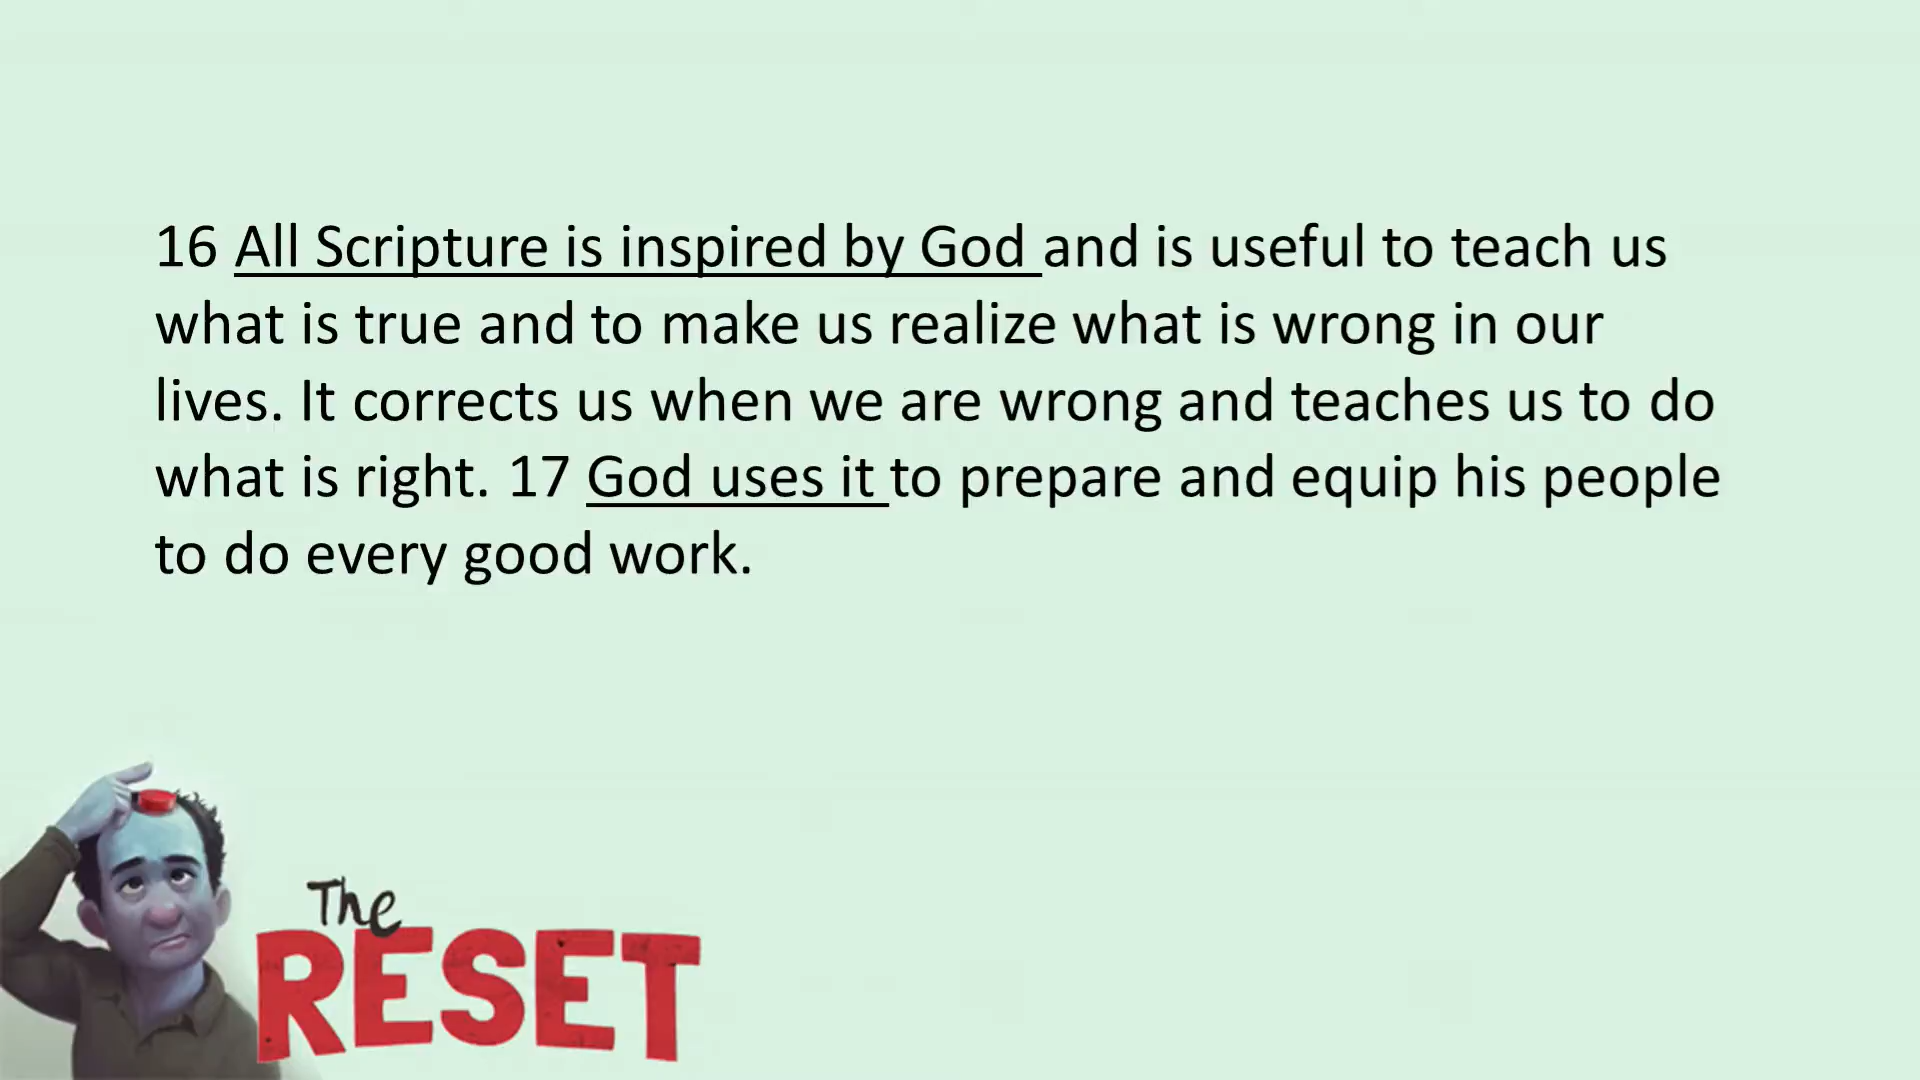 16 All Scripture is inspired by God and is useful to teach us
what is true and to make us realize what is wrong in our
lives. It corrects us when we are wrong and teaches us to do
what is right. 17 God uses it to prepare and equip his people
to do every good work.
The
RESET